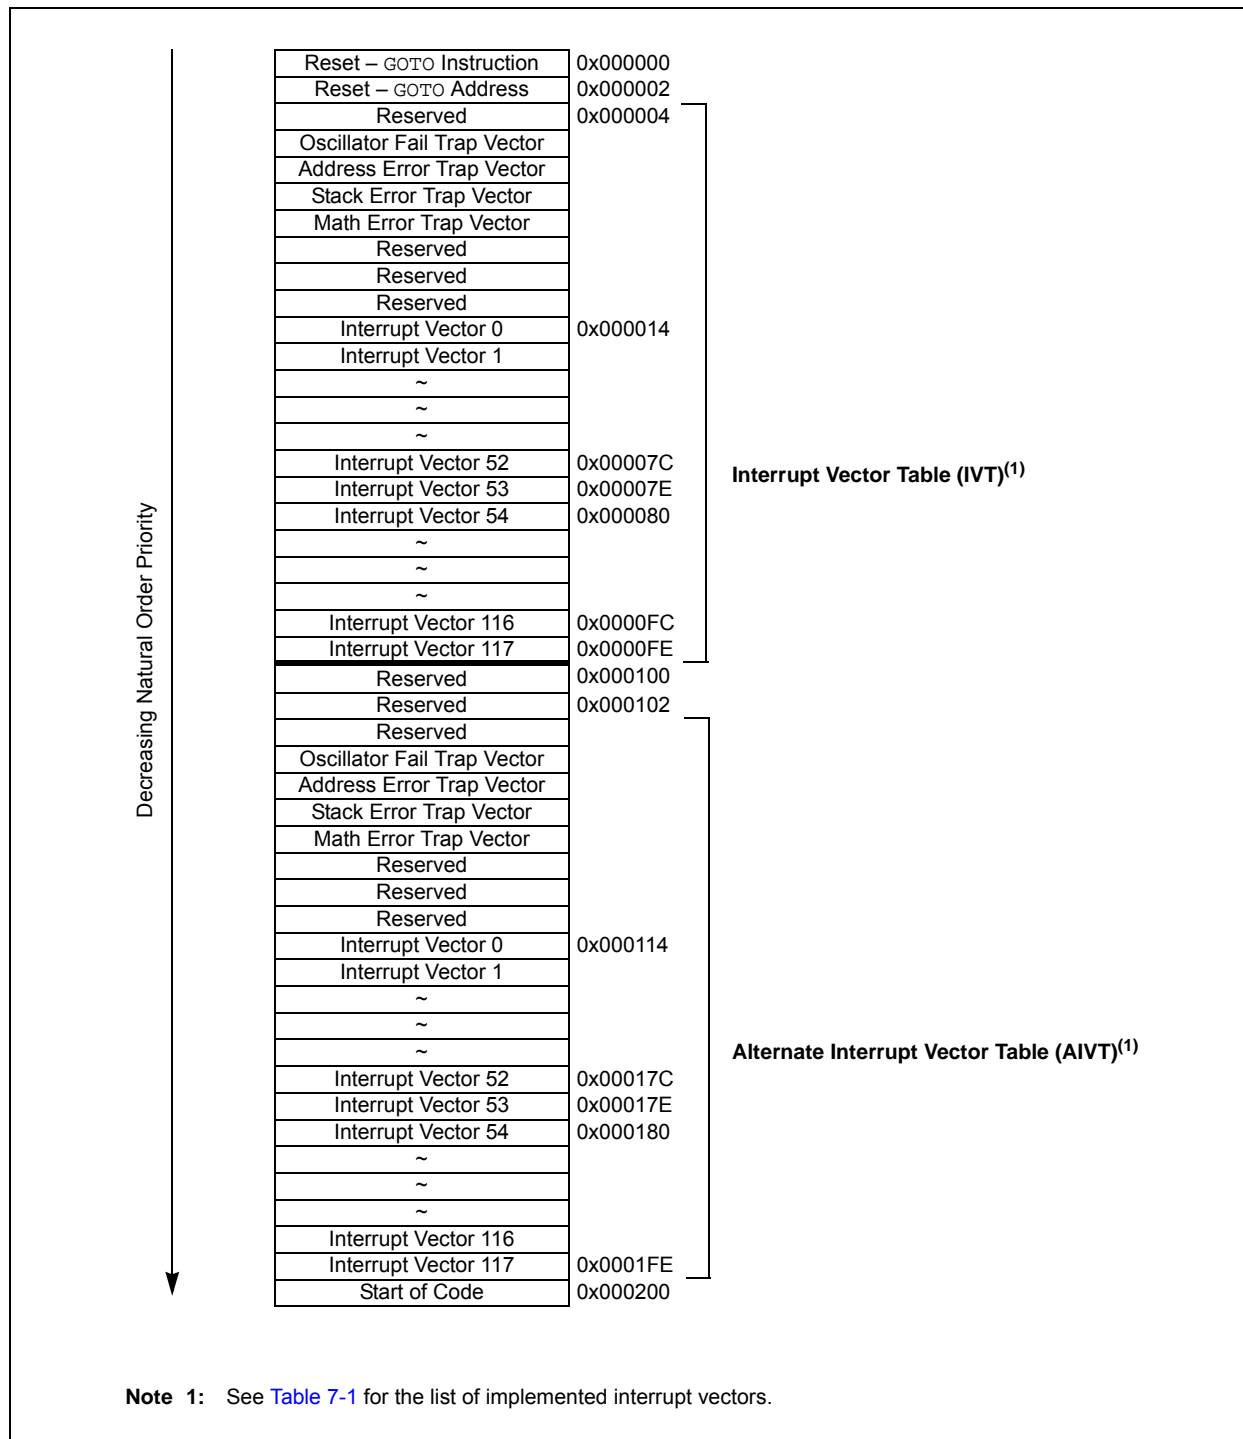 Reset – GOTO Instruction 0x000000
Reset – GOTO Address 0x000002
Reserved 0x000004
Oscillator Fail Trap Vector
Address Error Trap Vector
Stack Error Trap Vector
Math Error Trap Vector
Reserved
Reserved
Reserved
Interrupt Vector 0 0x000014
Interrupt Vector 1
~
~
~
Interrupt Vector 52 0x00007C
Interrupt Vector Table (IVT)(1)
Interrupt Vector 53 0x00007E
Interrupt Vector 54 0x000080
~
~
~
Interrupt Vector 116 0x0000FC
Interrupt Vector 117 0x0000FE
Decreasing Natural Order Priority
Reserved 0x000100
Reserved 0x000102
Reserved
Oscillator Fail Trap Vector
Address Error Trap Vector
Stack Error Trap Vector
Math Error Trap Vector
Reserved
Reserved
Reserved
Interrupt Vector 0 0x000114
Interrupt Vector 1
~
~
~
Alternate Interrupt Vector Table (AIVT)(1)
Interrupt Vector 52 0x00017C
Interrupt Vector 53 0x00017E
Interrupt Vector 54 0x000180
~
~
~
Interrupt Vector 116
Interrupt Vector 117 0x0001FE
Start of Code 0x000200
Note 1: See Table 7-1 for the list of implemented interrupt vectors.